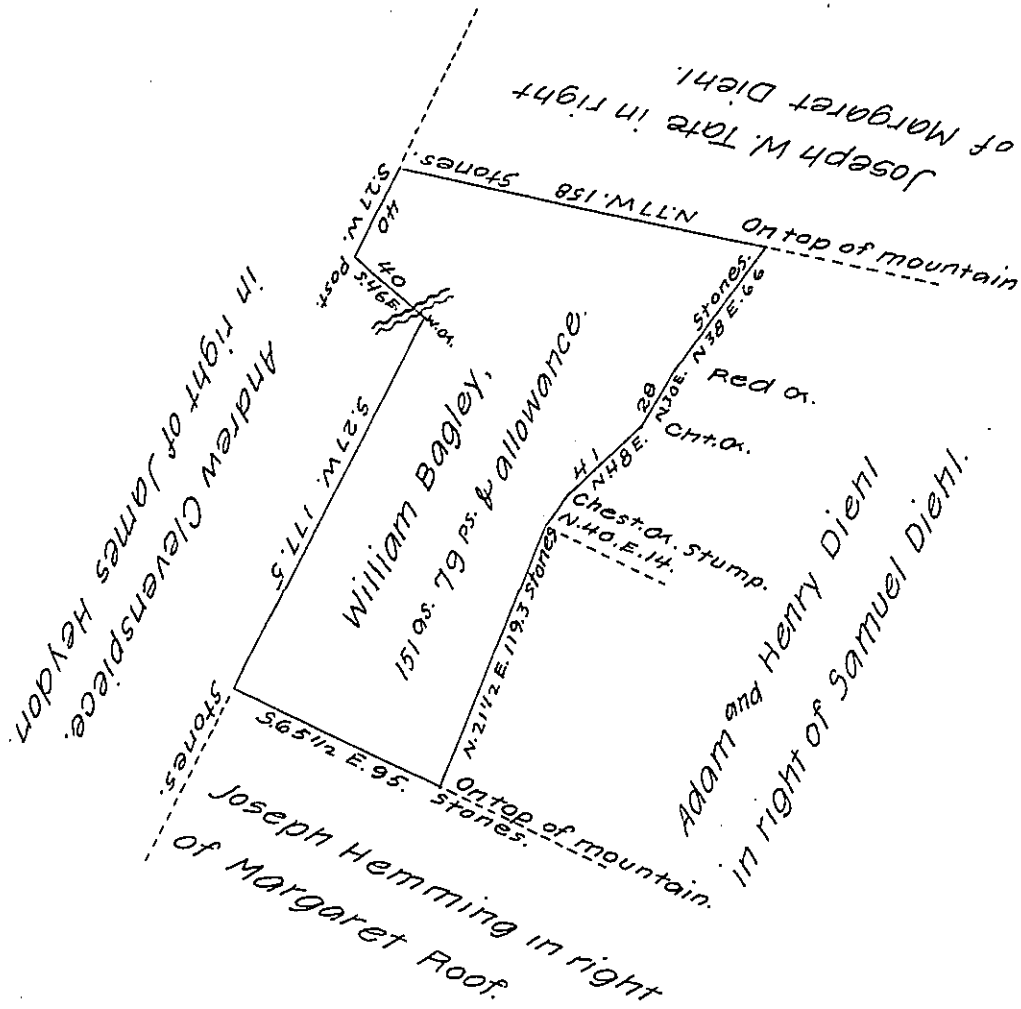 Joseph W. Tate in right
of Margaret Diehl.
Stones.
N.77W. 158
On top of mountain
S.27W.
40
Post.
40
S.46E.
w.o.
in right of James Heydon
Andrew Clevenspiece.
S.27W. 177.5
William Bagley,
151 as. 79 ps. & allowance.
Stones.
N38E.66
Red o.
28
N30E.
Cht.o.
41
N.48E.
Chest.o. stump.
N.40.E.14.
N.21 1/2 E. 119.3 stones
Adam and Henry Diehl
in right of Samuel Diehl.
Stones.
S.65 1/2 E. 95.
stones.
On top of mountain.
Joseph Hemming in right
of Margaret Roof.